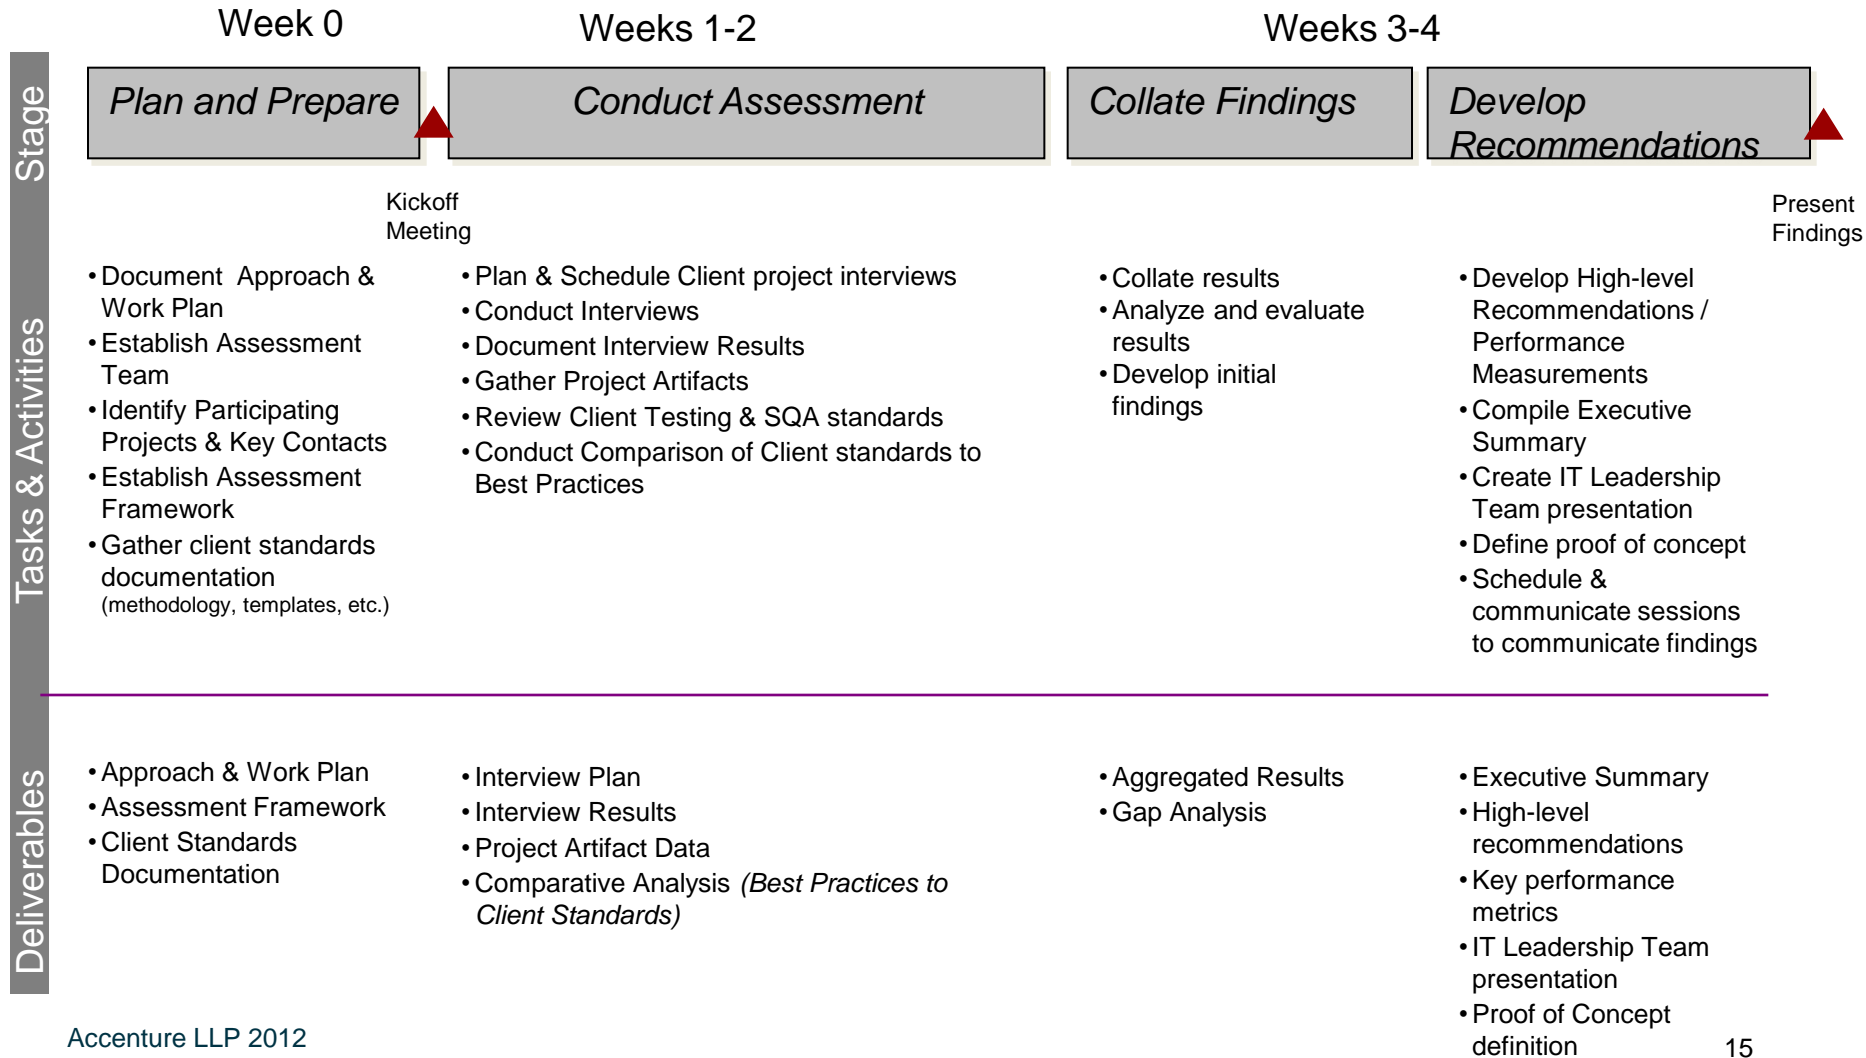 Week 0
Weeks 1-2
Weeks 3-4
Stage
Plan and Prepare
Conduct Assessment
Collate Findings
Develop
Recommendations
Kickoff
Meeting
Present
Findings
Tasks & Activities
•Document  Approach &
Work Plan
•Establish Assessment
Team
•Identify Participating
Projects & Key Contacts
•Establish Assessment
Framework
•Gather client standards
documentation
(methodology, templates, etc.)
•Plan & Schedule Client project interviews
•Conduct Interviews
•Document Interview Results
•Gather Project Artifacts
•Review Client Testing & SQA standards
•Conduct Comparison of Client standards to
Best Practices
•Collate results
•Analyze and evaluate
results
•Develop initial
findings
•Develop High-level
Recommendations /
Performance
Measurements
•Compile Executive
Summary
•Create IT Leadership
Team presentation
•Define proof of concept
•Schedule &
communicate sessions
to communicate findings
Deliverables
•Approach & Work Plan
•Assessment Framework
•Client Standards
Documentation
•Interview Plan
•Interview Results
•Project Artifact Data
•Comparative Analysis (Best Practices to
Client Standards)
•Aggregated Results
•Gap Analysis
•Executive Summary
•High-level
recommendations
•Key performance
metrics
•IT Leadership Team
presentation
•Proof of Concept
definition
Accenture LLP 2012
15